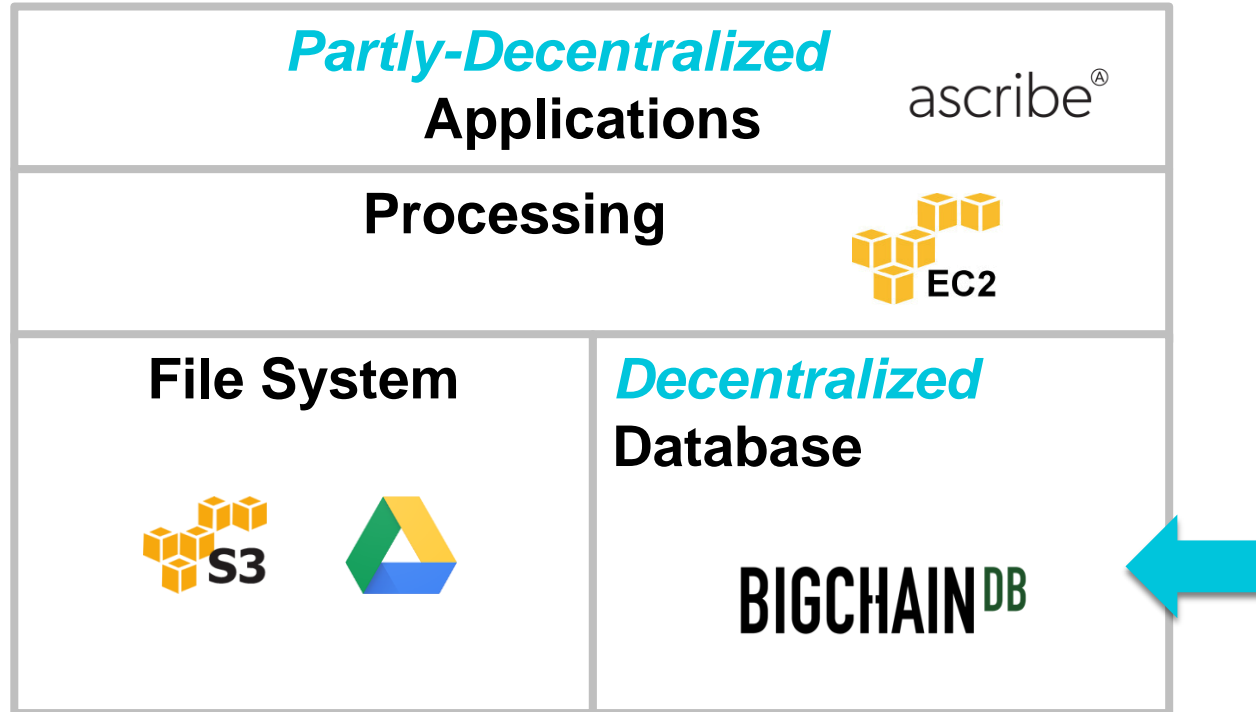 Partly-Decentralized
Applications
ascribe®
Processing
EC2
File System
S3
Decentralized
Database
BIGCHAIN DB